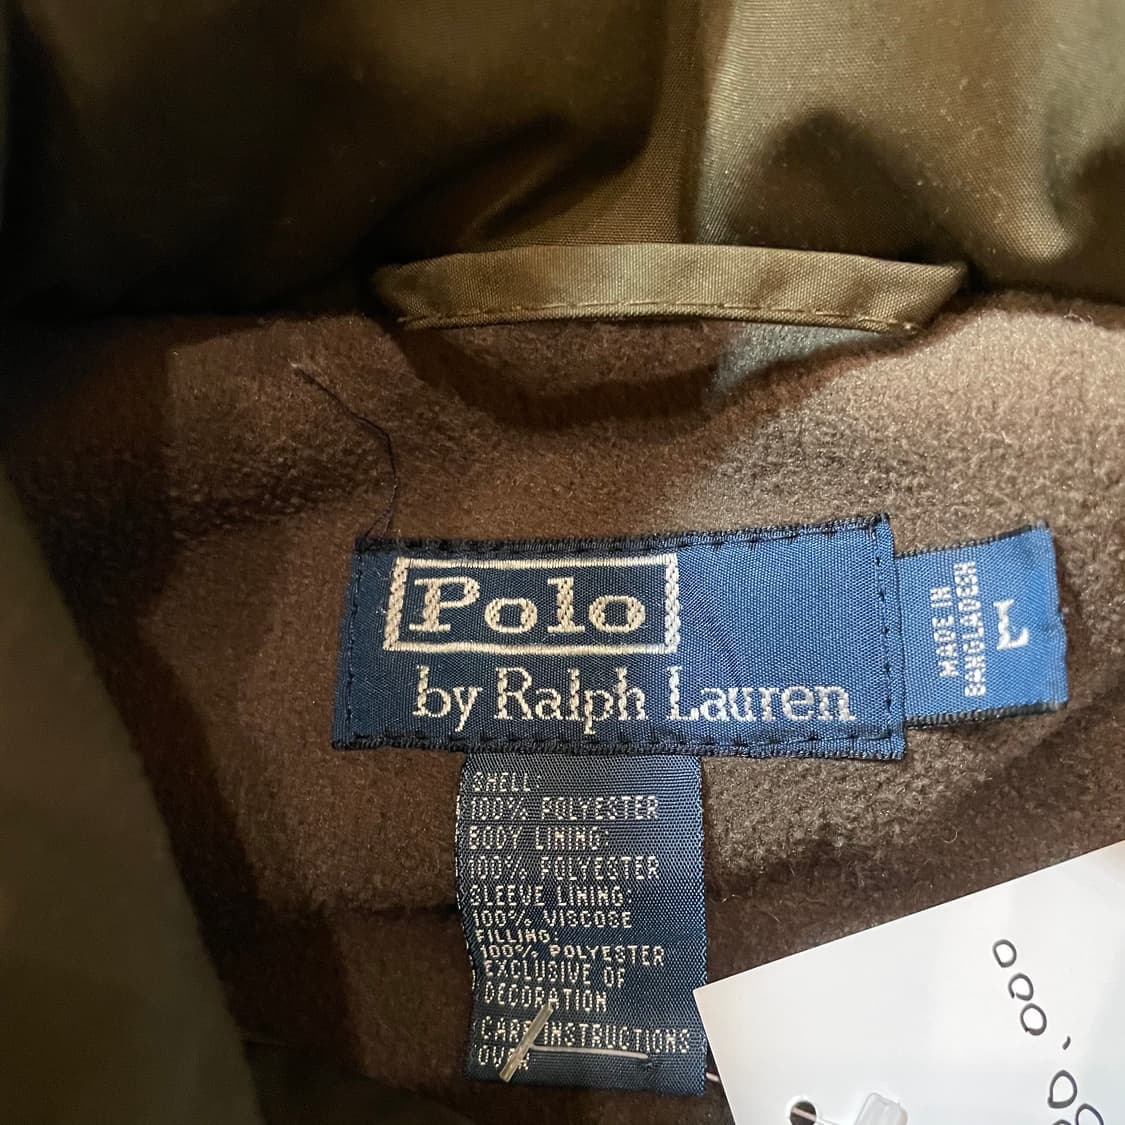 Polo
by Ralph Lauren
MADE IN
BANGLADESH
L
SHELL:
100% POLYESTER
BODY LINING:
100% POLYESTER
SLEEVE LINING:
100% VISCOSE
FILLING:
100% POLYESTER
EXCLUSIVE OF
DECORATION
CARE INSTRUCTIONS
OVER